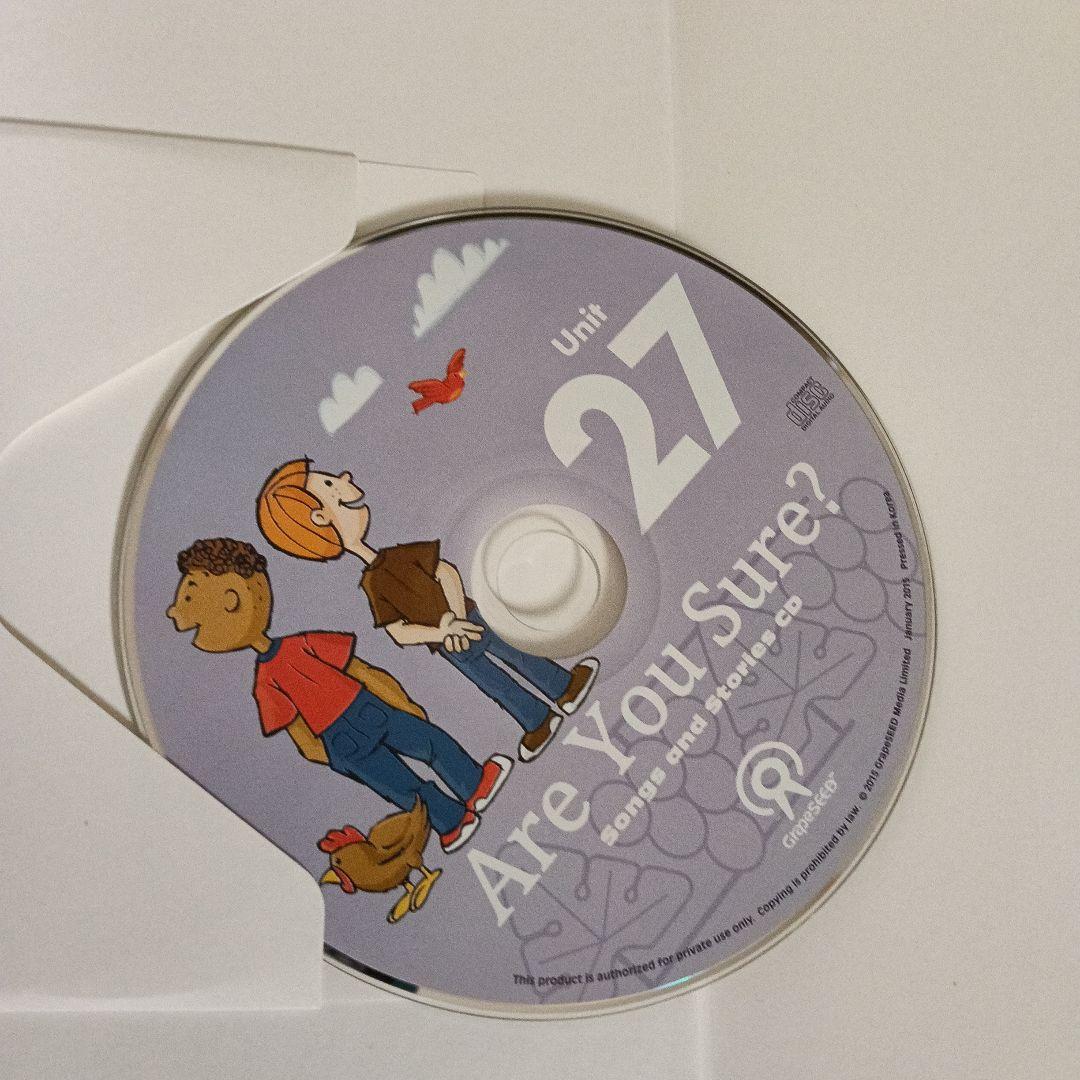 Unit
27
COMPACT
disc
DIGITAL AUDIO
Are You Sure?
Songs and Stories CD
GrapeSEED™
This product is authorized for private use only. Copying is prohibited by law. © 2015 GrapeSEED Media Limited January 2015 Pressed in Korea